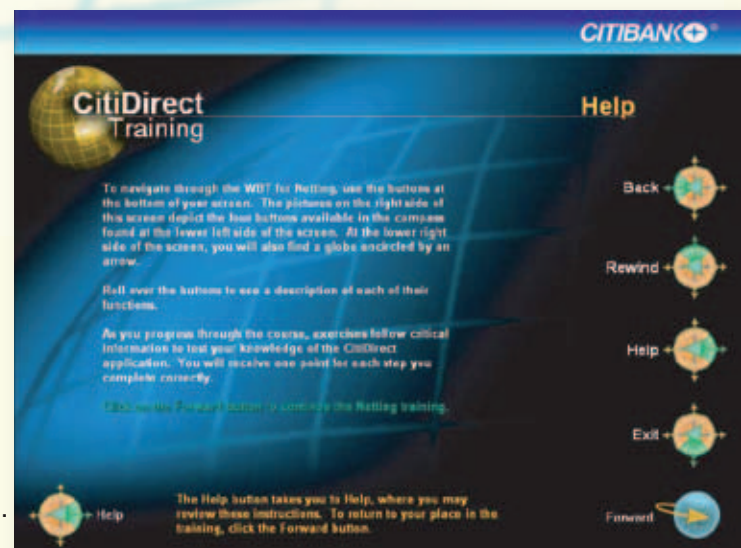 CITIBANK®
CitiDirect
Training
Help
To navigate through the WBT for Netting, use the buttons at
the bottom of your screen. The pictures on the right side of
this screen depict the four buttons available in the compass
found at the lower left side of the screen. At the lower right
side of the screen, you will also find a globe encircled by an
arrow.
Roll over the buttons to see a description of each of their
functions.
As you progress through the course, exercises follow critical
information to test your knowledge of the CitiDirect
application. You will receive one point for each step you
complete correctly.
Click on the Forward button to continue the Netting training.
Back
Rewind
Help
Exit
Forward
Help
The Help button takes you to Help, where you may
review these instructions. To return to your place in the
training, click the Forward button.
.